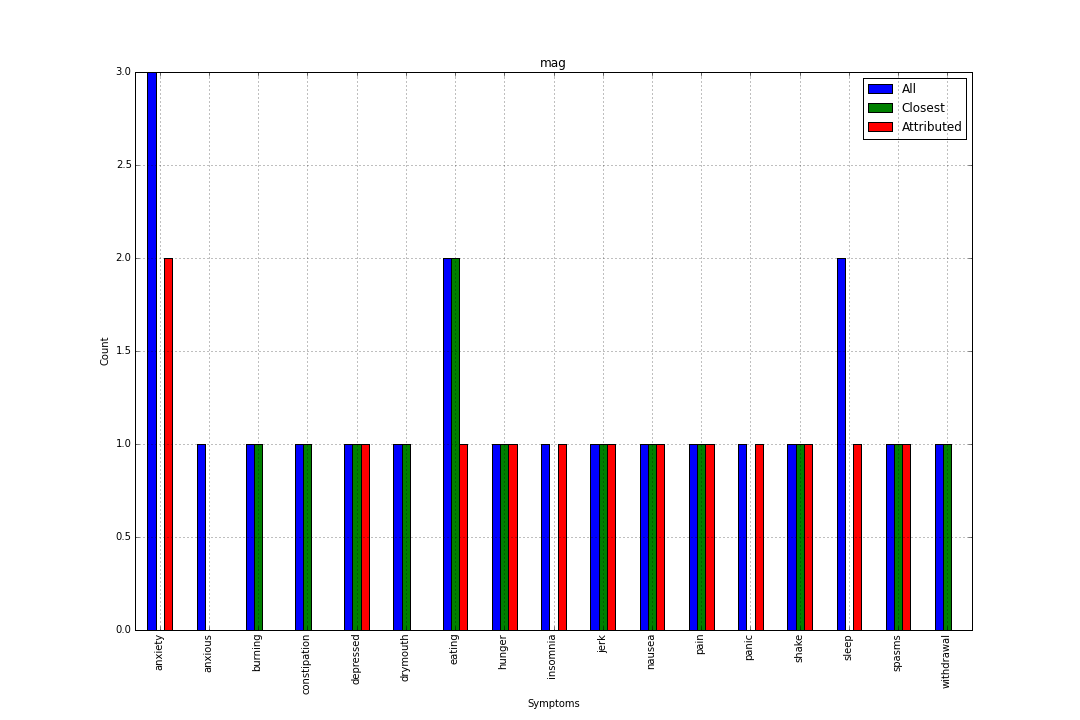 mag
3.0
2.5
2.0
1.5
1.0
0.5
0.0
Count
All
Closest
Attributed
anxiety
anxious
burning
constipation
depressed
drymouth
eating
hunger
insomnia
jerk
nausea
pain
panic
shake
sleep
spasms
withdrawal
Symptoms